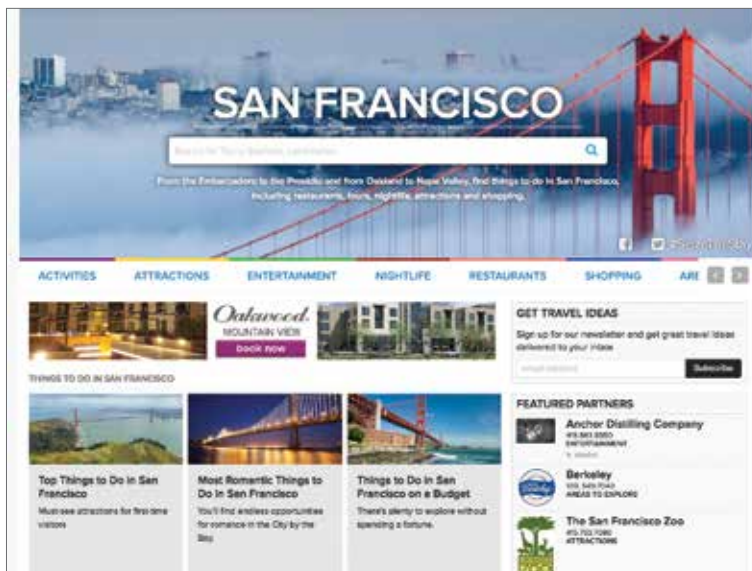 SAN FRANCISCO
From the Embarcadero to the Presidio and from Oakland to Napa Valley, find things to do in San Francisco,
including restaurants, tours, nightlife, attractions and shopping.
ACTIVITIES ATTRACTIONS ENTERTAINMENT NIGHTLIFE RESTAURANTS SHOPPING ARE
Oakwood.
MOUNTAIN VIEW
book now
GET TRAVEL IDEAS
Sign up for our newsletter and get great travel ideas
delivered to your inbox
email address Subscribe
THINGS TO DO IN SAN FRANCISCO
Top Things to Do in San
Francisco
Must-see attractions for first-time
visitors
Most Romantic Things to
Do in San Francisco
You'll find endless opportunities
for romance in the City by the
Bay.
Things to Do in San
Francisco on a Budget
There's plenty to explore without
spending a fortune.
FEATURED PARTNERS
Anchor Distilling Company
ENTERTAINMENT
Berkeley
AREAS TO EXPLORE
The San Francisco Zoo
ATTRACTIONS